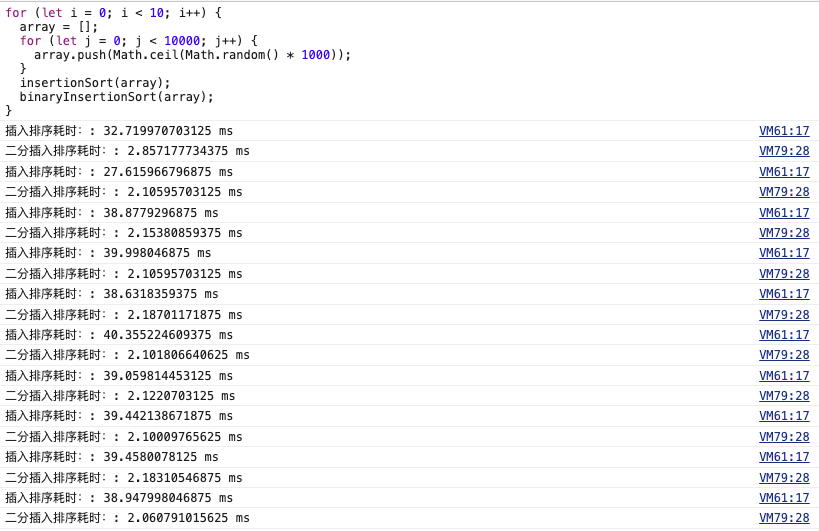 for (let i = 0; i < 10; i++) {
  array = [];
  for (let j = 0; j < 10000; j++) {
    array.push(Math.ceil(Math.random() * 1000));
  }
  insertionSort(array);
  binaryInsertionSort(array);
}
插入排序耗时：: 32.719970703125 ms VM61:17
二分插入排序耗时：: 2.857177734375 ms VM79:28
插入排序耗时：: 27.615966796875 ms VM61:17
二分插入排序耗时：: 2.10595703125 ms VM79:28
插入排序耗时：: 38.8779296875 ms VM61:17
二分插入排序耗时：: 2.15380859375 ms VM79:28
插入排序耗时：: 39.998046875 ms VM61:17
二分插入排序耗时：: 2.10595703125 ms VM79:28
插入排序耗时：: 38.6318359375 ms VM61:17
二分插入排序耗时：: 2.18701171875 ms VM79:28
插入排序耗时：: 40.355224609375 ms VM61:17
二分插入排序耗时：: 2.101806640625 ms VM79:28
插入排序耗时：: 39.059814453125 ms VM61:17
二分插入排序耗时：: 2.1220703125 ms VM79:28
插入排序耗时：: 39.442138671875 ms VM61:17
二分插入排序耗时：: 2.10009765625 ms VM79:28
插入排序耗时：: 39.4580078125 ms VM61:17
二分插入排序耗时：: 2.18310546875 ms VM79:28
插入排序耗时：: 38.947998046875 ms VM61:17
二分插入排序耗时：: 2.060791015625 ms VM79:28